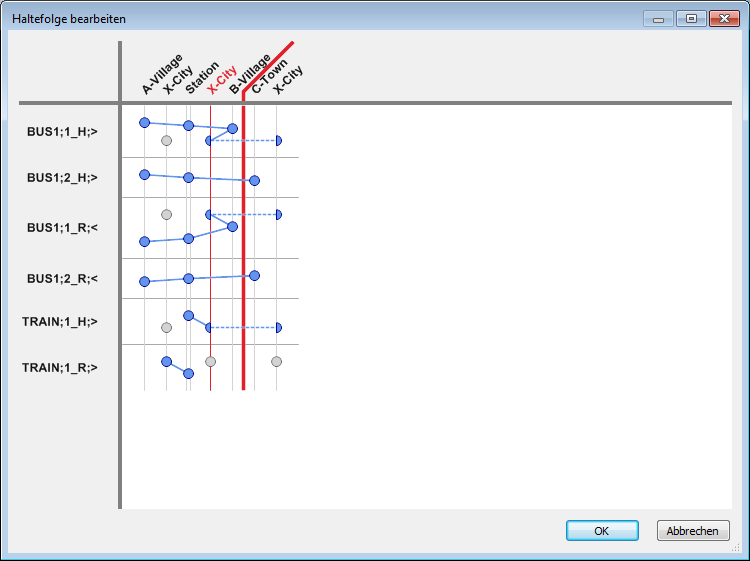 Haltefolge bearbeiten
A-Village
X-City
Station
X-City
B-Village
C-Town
X-City
BUS1;1_H;>
BUS1;2_H;>
BUS1;1_R;<
BUS1;2_R;<
TRAIN;1_H;>
TRAIN;1_R;>
OK
Abbrechen